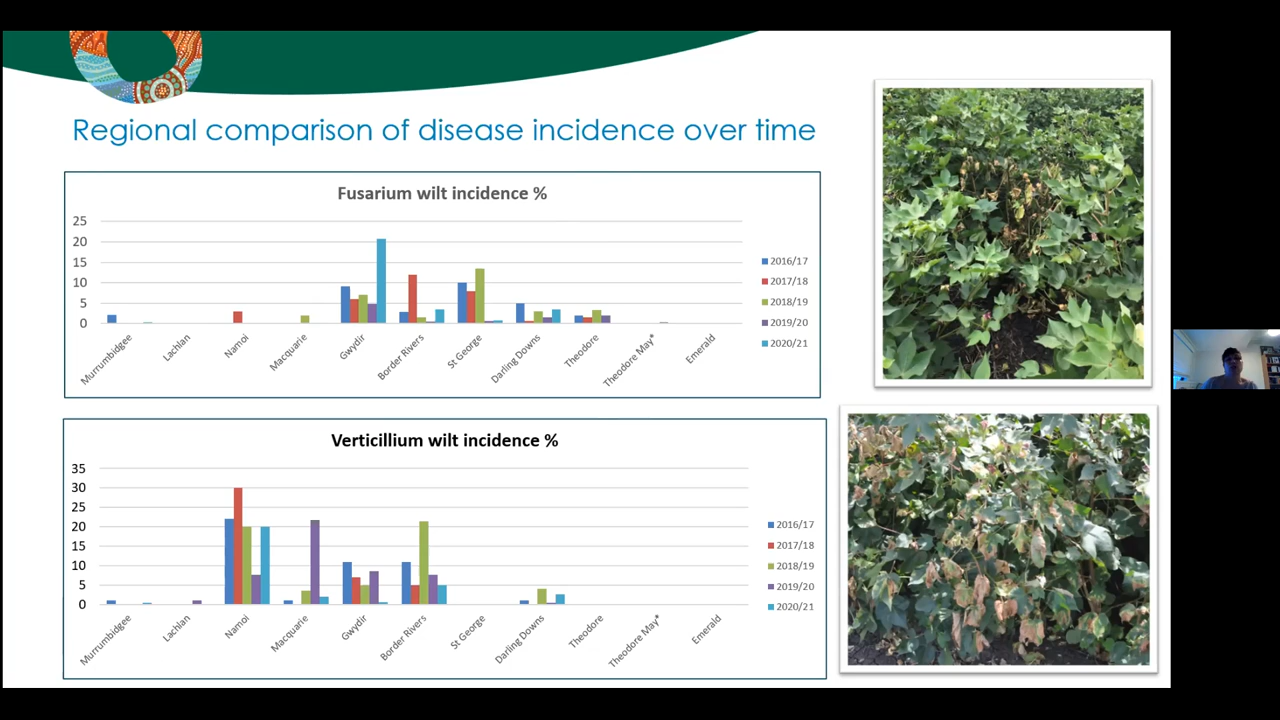 Regional comparison of disease incidence over time
Fusarium wilt incidence %
25
20
15
10
5
0
Murrumbidgee
Lachlan
Namoi
Macquarie
Gwydir
Border Rivers
St George
Darling Downs
Theodore
Theodore May*
Emerald
2016/17
2017/18
2018/19
2019/20
2020/21
Verticillium wilt incidence %
35
30
25
20
15
10
5
0
Murrumbidgee
Lachlan
Namoi
Macquarie
Gwydir
Border Rivers
St George
Darling Downs
Theodore
Theodore May*
Emerald
2016/17
2017/18
2018/19
2019/20
2020/21